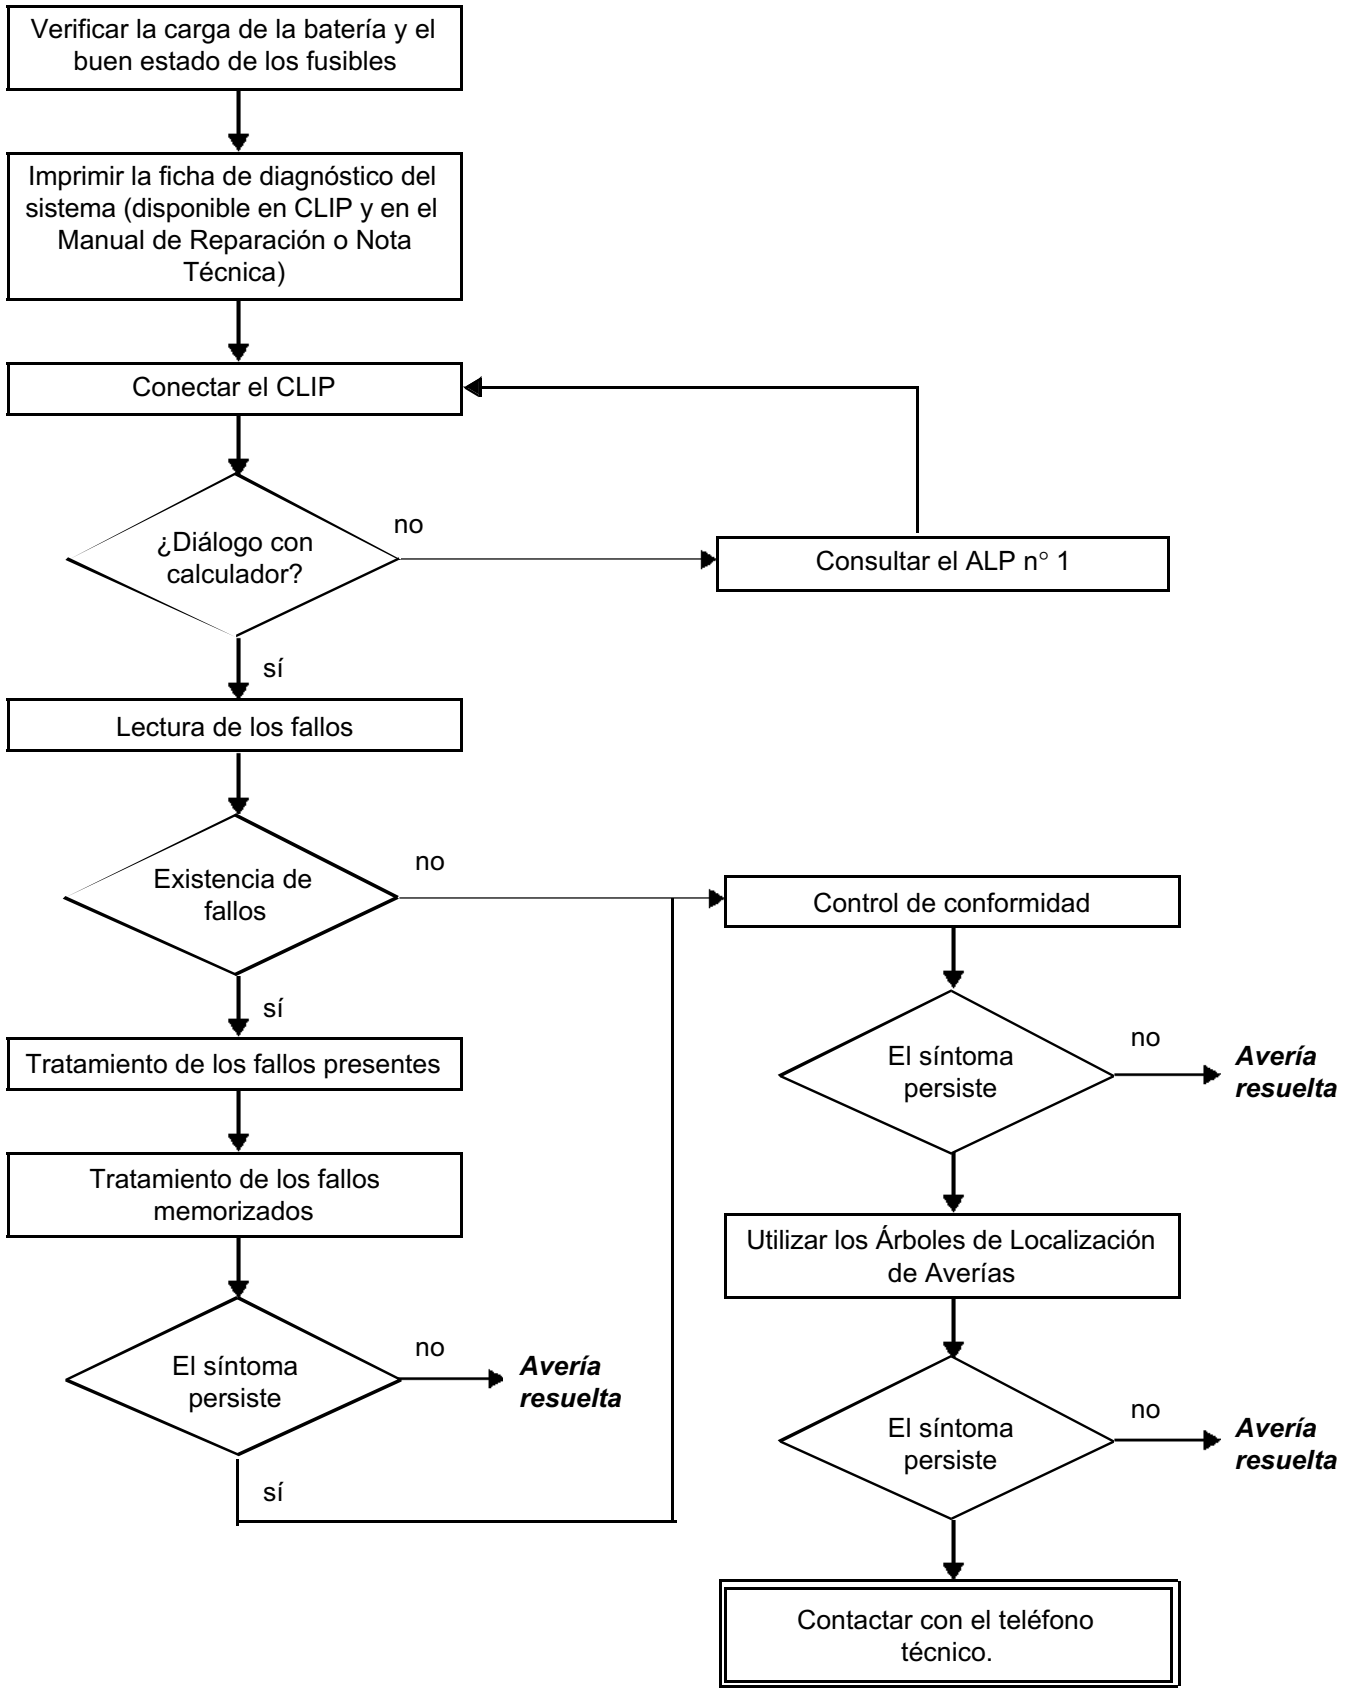 Verificar la carga de la batería y el
buen estado de los fusibles
Imprimir la ficha de diagnóstico del
sistema (disponible en CLIP y en el
Manual de Reparación o Nota
Técnica)
Conectar el CLIP
¿Diálogo con
calculador?
no
Consultar el ALP n° 1
sí
Lectura de los fallos
Existencia de
fallos
no
Control de conformidad
sí
Tratamiento de los fallos presentes
El síntoma
persiste
no
Avería
resuelta
Tratamiento de los fallos
memorizados
Utilizar los Árboles de Localización
de Averías
El síntoma
persiste
no
Avería
resuelta
sí
El síntoma
persiste
no
Avería
resuelta
Contactar con el teléfono
técnico.